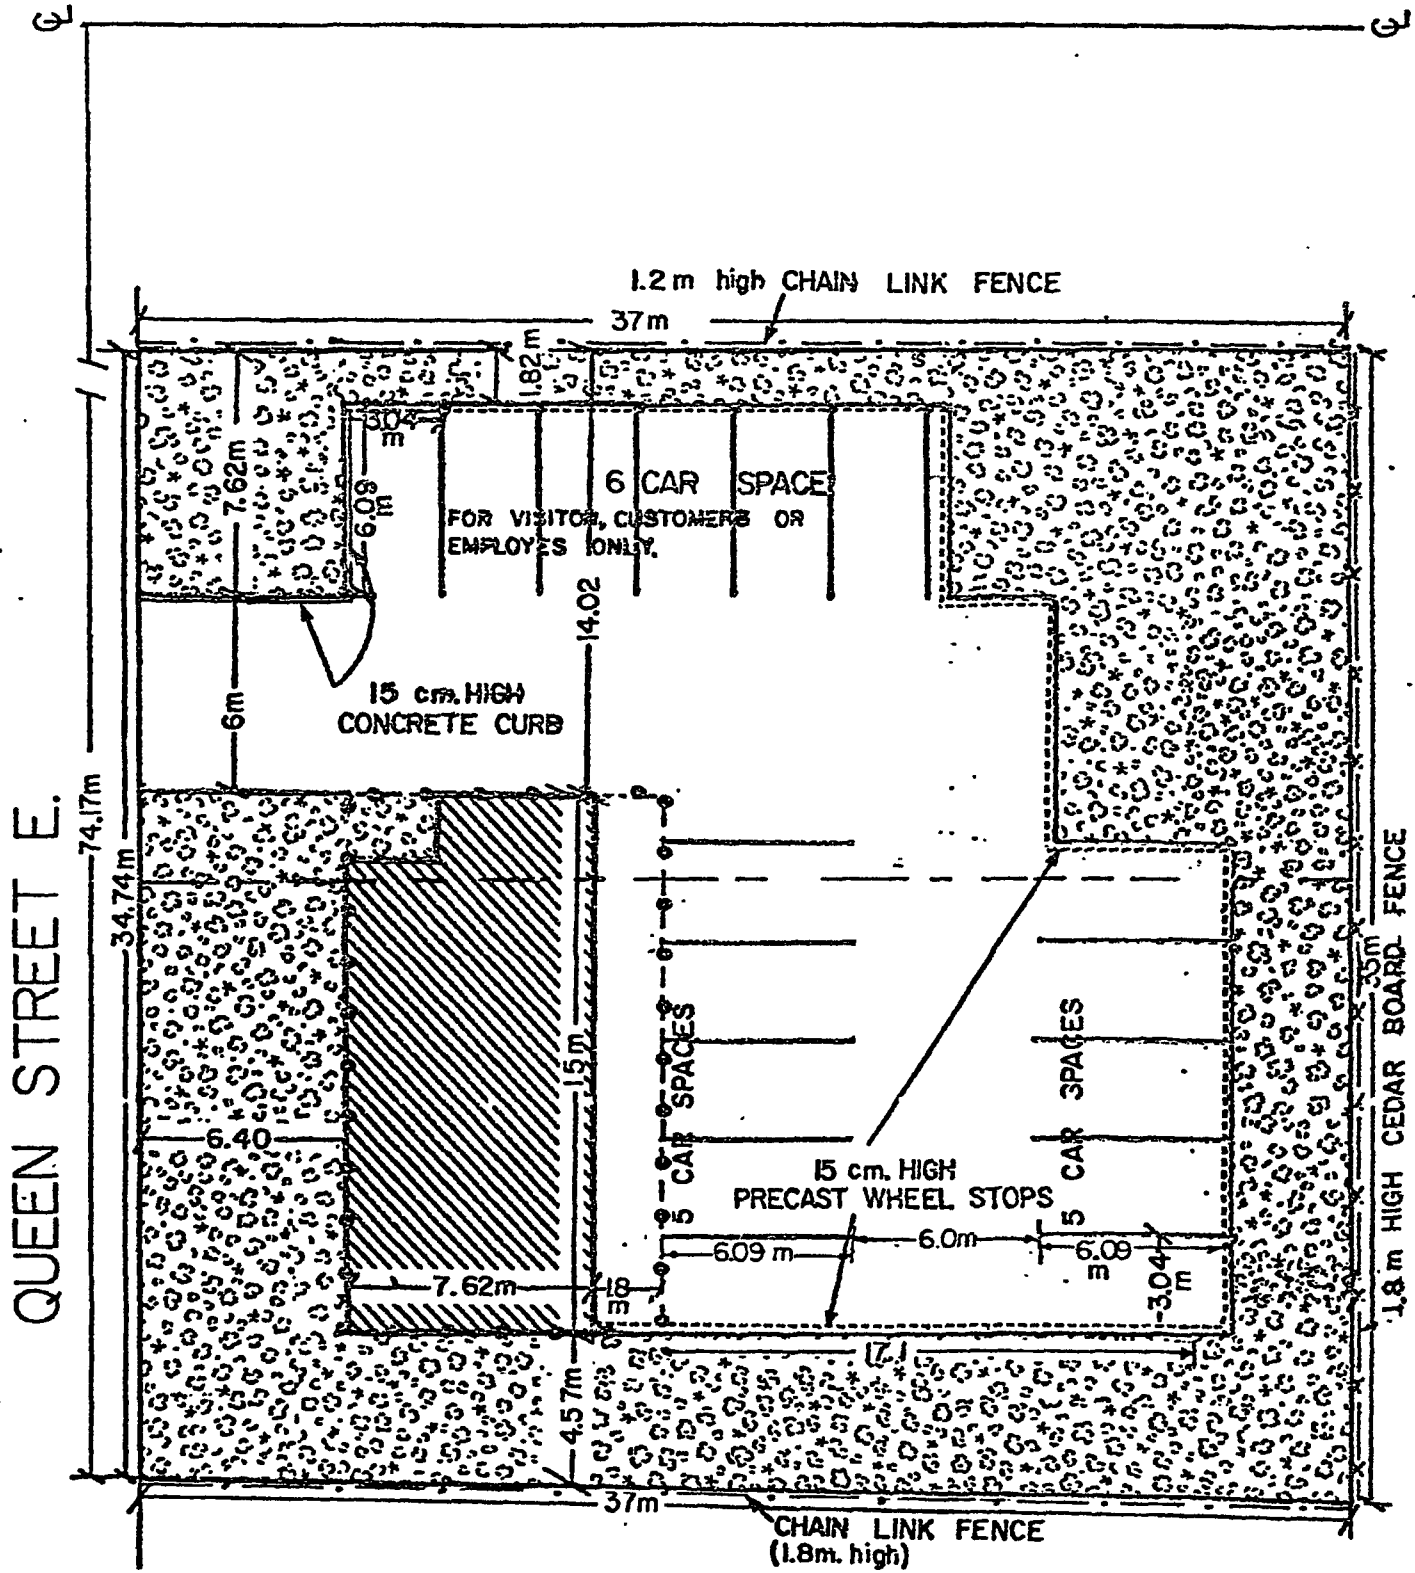 ℄
℄
1.2 m high CHAIN LINK FENCE
37m
1.82 m
3.04
m
7.62m
6.09
m
6 CAR SPACE
FOR VISITOR, CUSTOMERS OR
EMPLOYES ONLY.
14.02
6m
15 cm. HIGH
CONCRETE CURB
QUEEN STREET E.
74.17m
34.74m
6.40
15m
5 CAR SPACES
5 CAR SPACES
15 cm. HIGH
PRECAST WHEEL STOPS
6.09 m
6.0m
6.09
m
3.04
m
7.62m
1.8
m
17.1
4.57m
35m
1.8 m HIGH CEDAR BOARD FENCE
37m
CHAIN LINK FENCE
(1.8m. high)